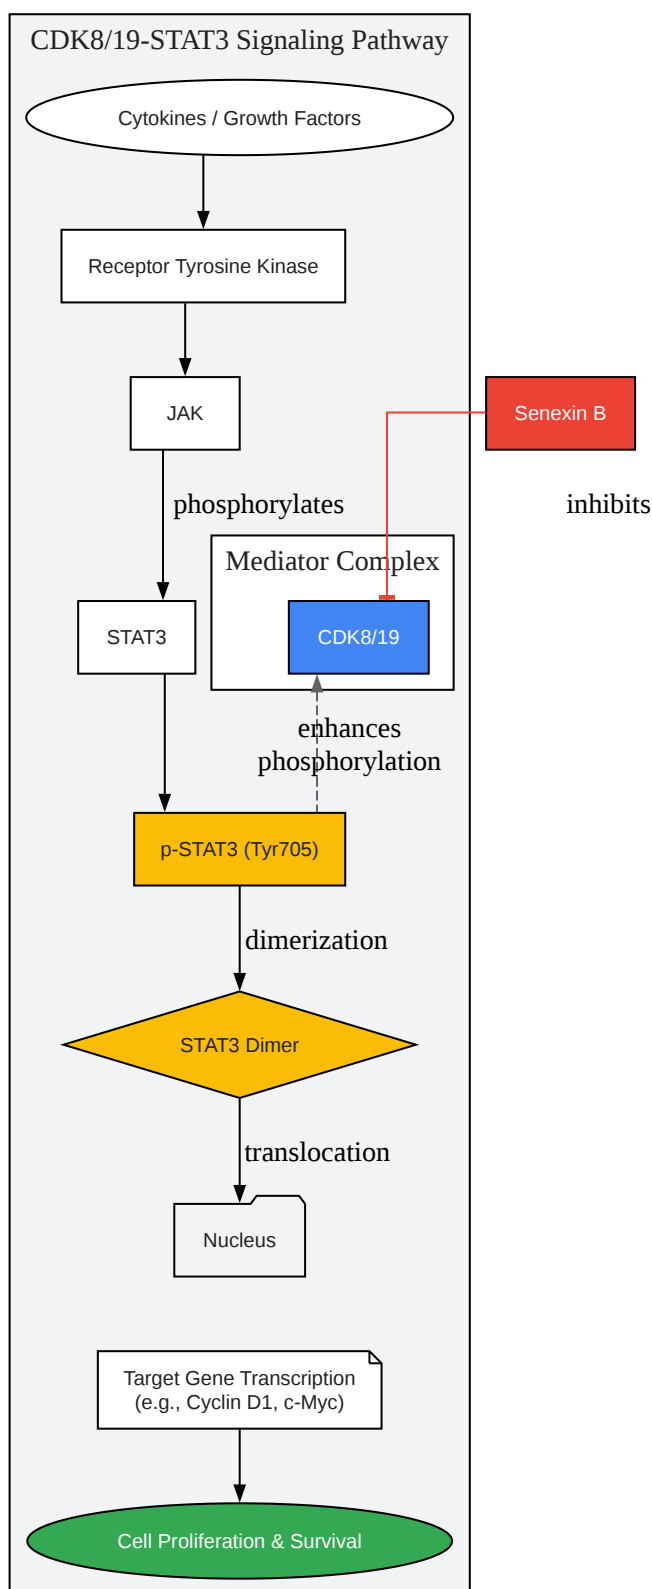 CDK8/19-STAT3 Signaling Pathway
Cytokines / Growth Factors
Receptor Tyrosine Kinase
JAK
Senexin B
phosphorylates
inhibits
Mediator Complex
STAT3
CDK8/19
enhances
phosphorylation
p-STAT3 (Tyr705)
dimerization
STAT3 Dimer
translocation
Nucleus
Target Gene Transcription
(e.g., Cyclin D1, c-Myc)
Cell Proliferation & Survival